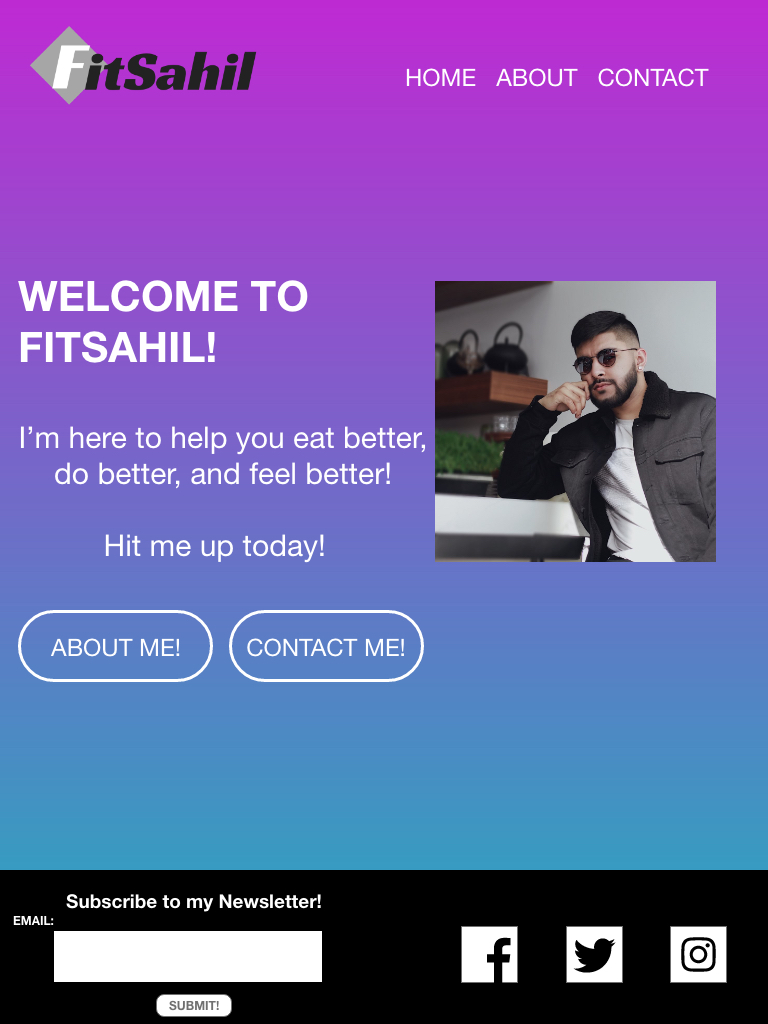 FitSahil
HOME ABOUT CONTACT
WELCOME TO
FITSAHIL!
I’m here to help you eat better,
do better, and feel better!
Hit me up today!
ABOUT ME! CONTACT ME!
Subscribe to my Newsletter!
EMAIL:
SUBMIT!